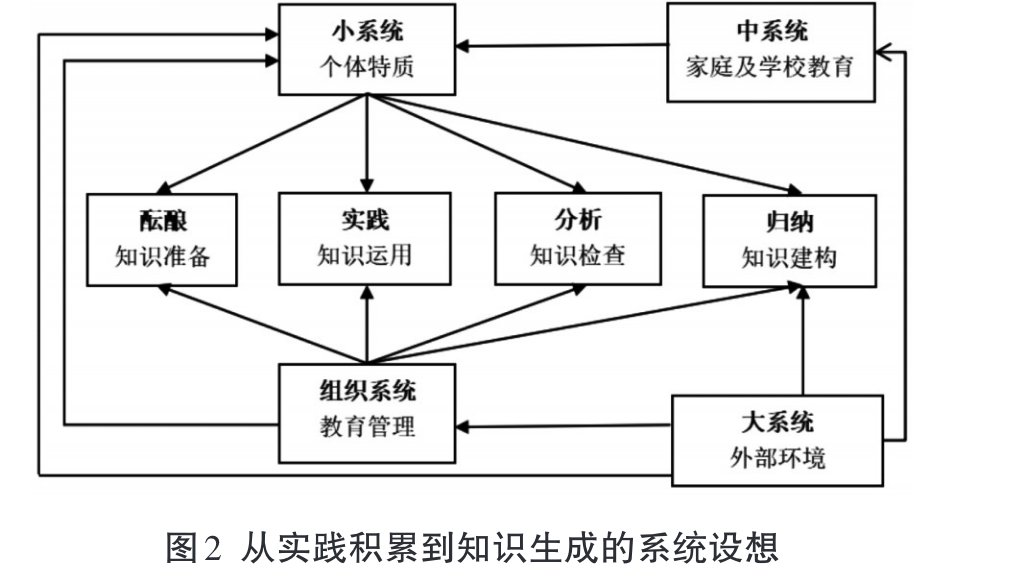 小系统
个体特质
中系统
家庭及学校教育
酝酿
知识准备
实践
知识运用
分析
知识检查
归纳
知识建构
组织系统
教育管理
大系统
外部环境
图2 从实践积累到知识生成的系统设想